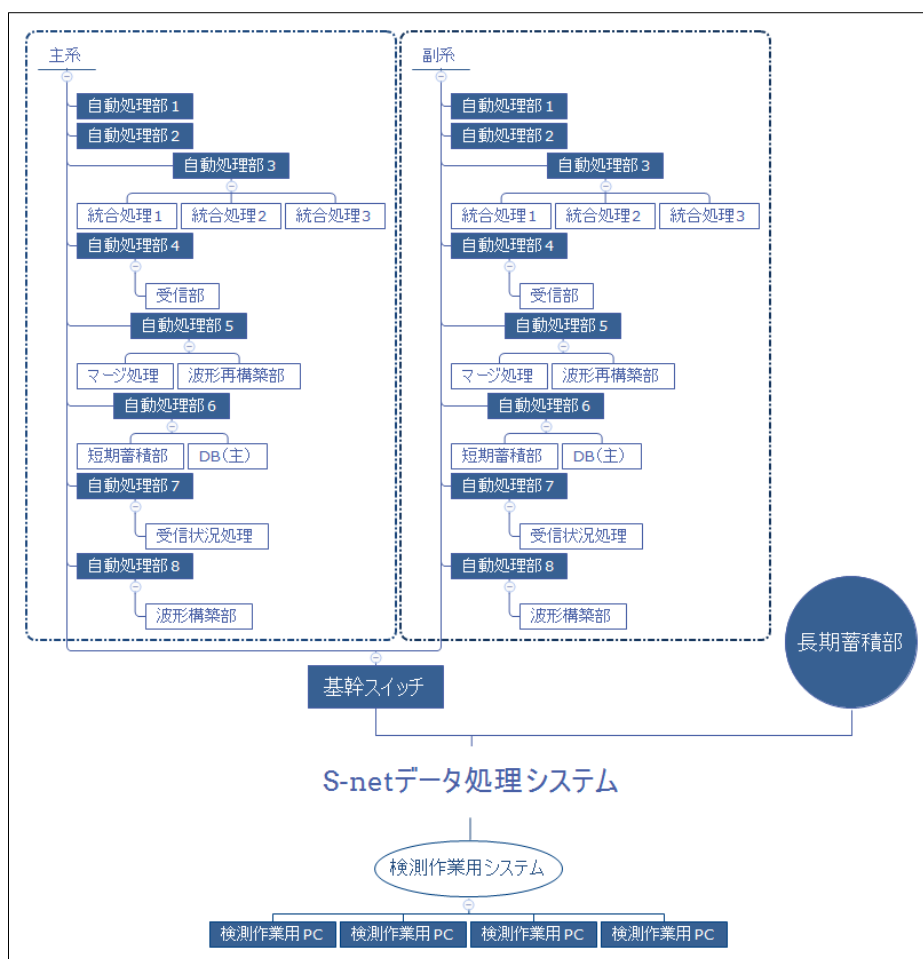 主系
自動処理部1
自動処理部2
自動処理部3
統合処理1 統合処理2 統合処理3
自動処理部4
受信部
自動処理部5
マージ処理 波形再構築部
自動処理部6
短期蓄積部 DB(主)
自動処理部7
受信状況処理
自動処理部8
波形構築部
副系
自動処理部1
自動処理部2
自動処理部3
統合処理1 統合処理2 統合処理3
自動処理部4
受信部
自動処理部5
マージ処理 波形再構築部
自動処理部6
短期蓄積部 DB(主)
自動処理部7
受信状況処理
自動処理部8
波形構築部
長期蓄積部
基幹スイッチ
S-netデータ処理システム
検測作業用システム
検測作業用PC 検測作業用PC 検測作業用PC 検測作業用PC